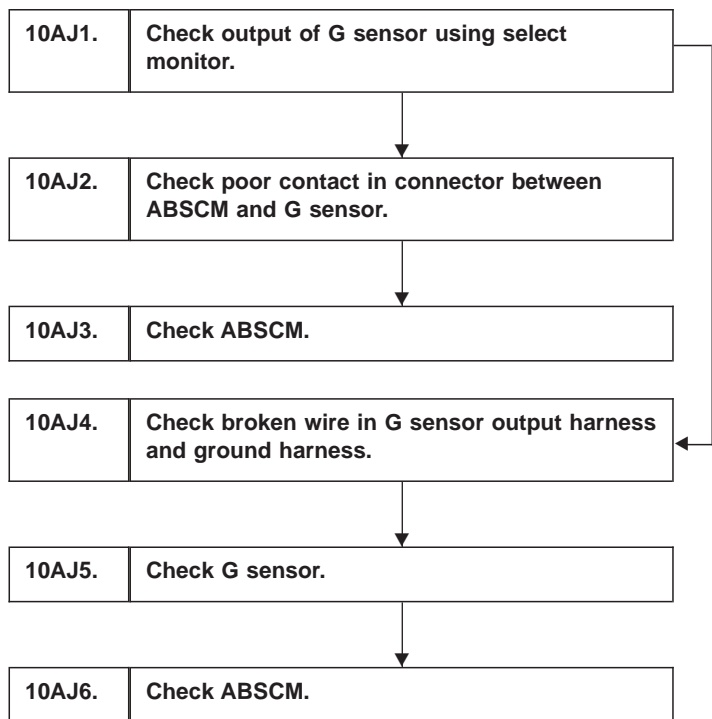 10AJ1. Check output of G sensor using select
monitor.
10AJ2. Check poor contact in connector between
ABSCM and G sensor.
10AJ3. Check ABSCM.
10AJ4. Check broken wire in G sensor output harness
and ground harness.
10AJ5. Check G sensor.
10AJ6. Check ABSCM.